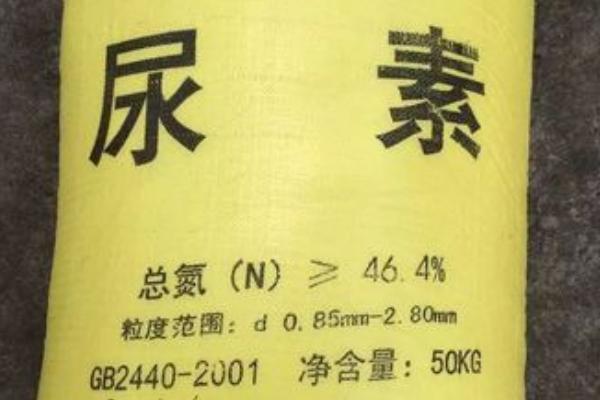 尿 素
总氮（N）≥ 46.4%
粒度范围：d 0.85mm-2.80mm
GB2440-2001 净含量：50KG